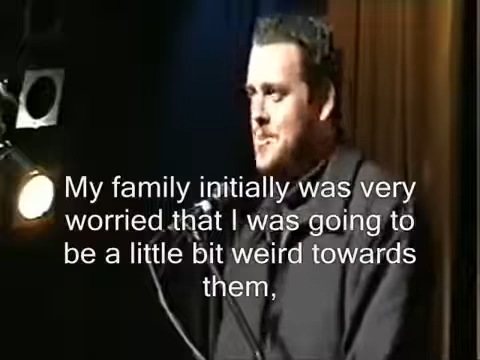 My family initially was very
worried that I was going to
be a little bit weird towards
them,